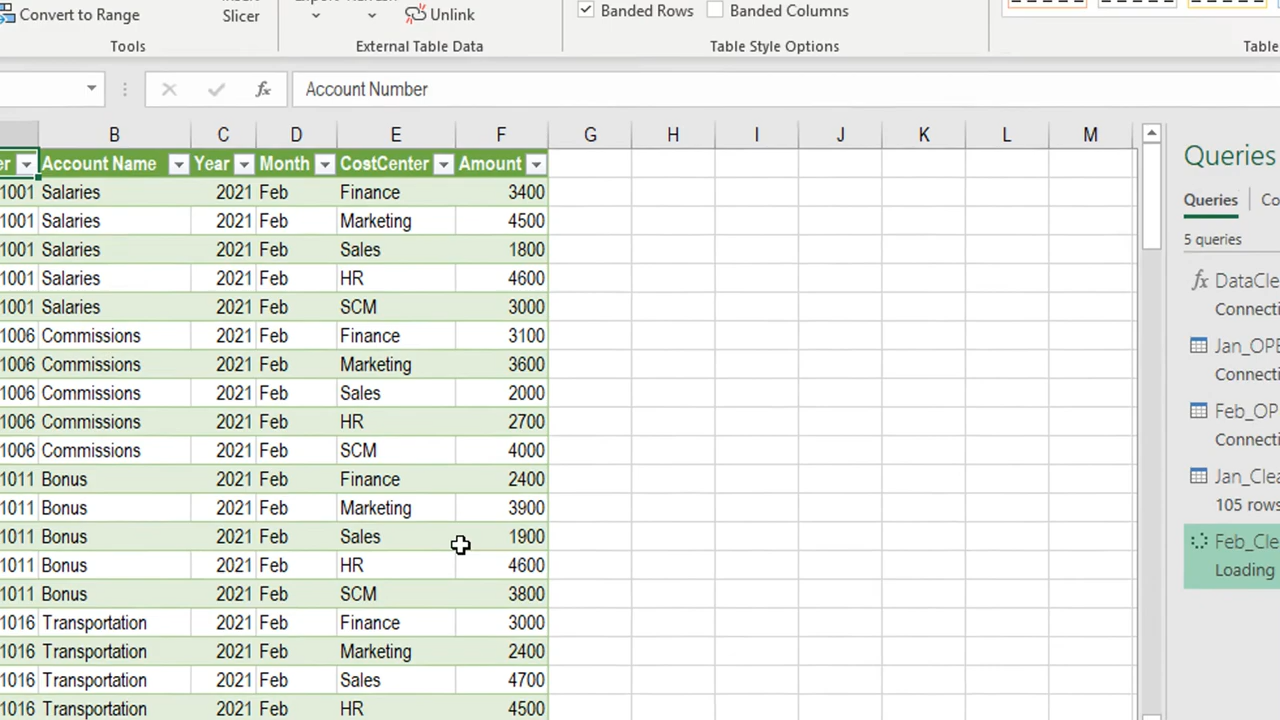 Convert to Range
Slicer
Unlink
Banded Rows
Banded Columns
Tools
External Table Data
Table Style Options
Table
fx
Account Number
B C D E F G H I J K L M
er Account Name Year Month CostCenter Amount
1001 Salaries 2021 Feb Finance 3400
1001 Salaries 2021 Feb Marketing 4500
1001 Salaries 2021 Feb Sales 1800
1001 Salaries 2021 Feb HR 4600
1001 Salaries 2021 Feb SCM 3000
1006 Commissions 2021 Feb Finance 3100
1006 Commissions 2021 Feb Marketing 3600
1006 Commissions 2021 Feb Sales 2000
1006 Commissions 2021 Feb HR 2700
1006 Commissions 2021 Feb SCM 4000
1011 Bonus 2021 Feb Finance 2400
1011 Bonus 2021 Feb Marketing 3900
1011 Bonus 2021 Feb Sales 1900
1011 Bonus 2021 Feb HR 4600
1011 Bonus 2021 Feb SCM 3800
1016 Transportation 2021 Feb Finance 3000
1016 Transportation 2021 Feb Marketing 2400
1016 Transportation 2021 Feb Sales 4700
1016 Transportation 2021 Feb HR 4500
Queries
Queries Co
5 queries
fx DataCle
Connecti
Jan_OPE
Connecti
Feb_OP
Connecti
Jan_Clea
105 rows
Feb_Cle
Loading